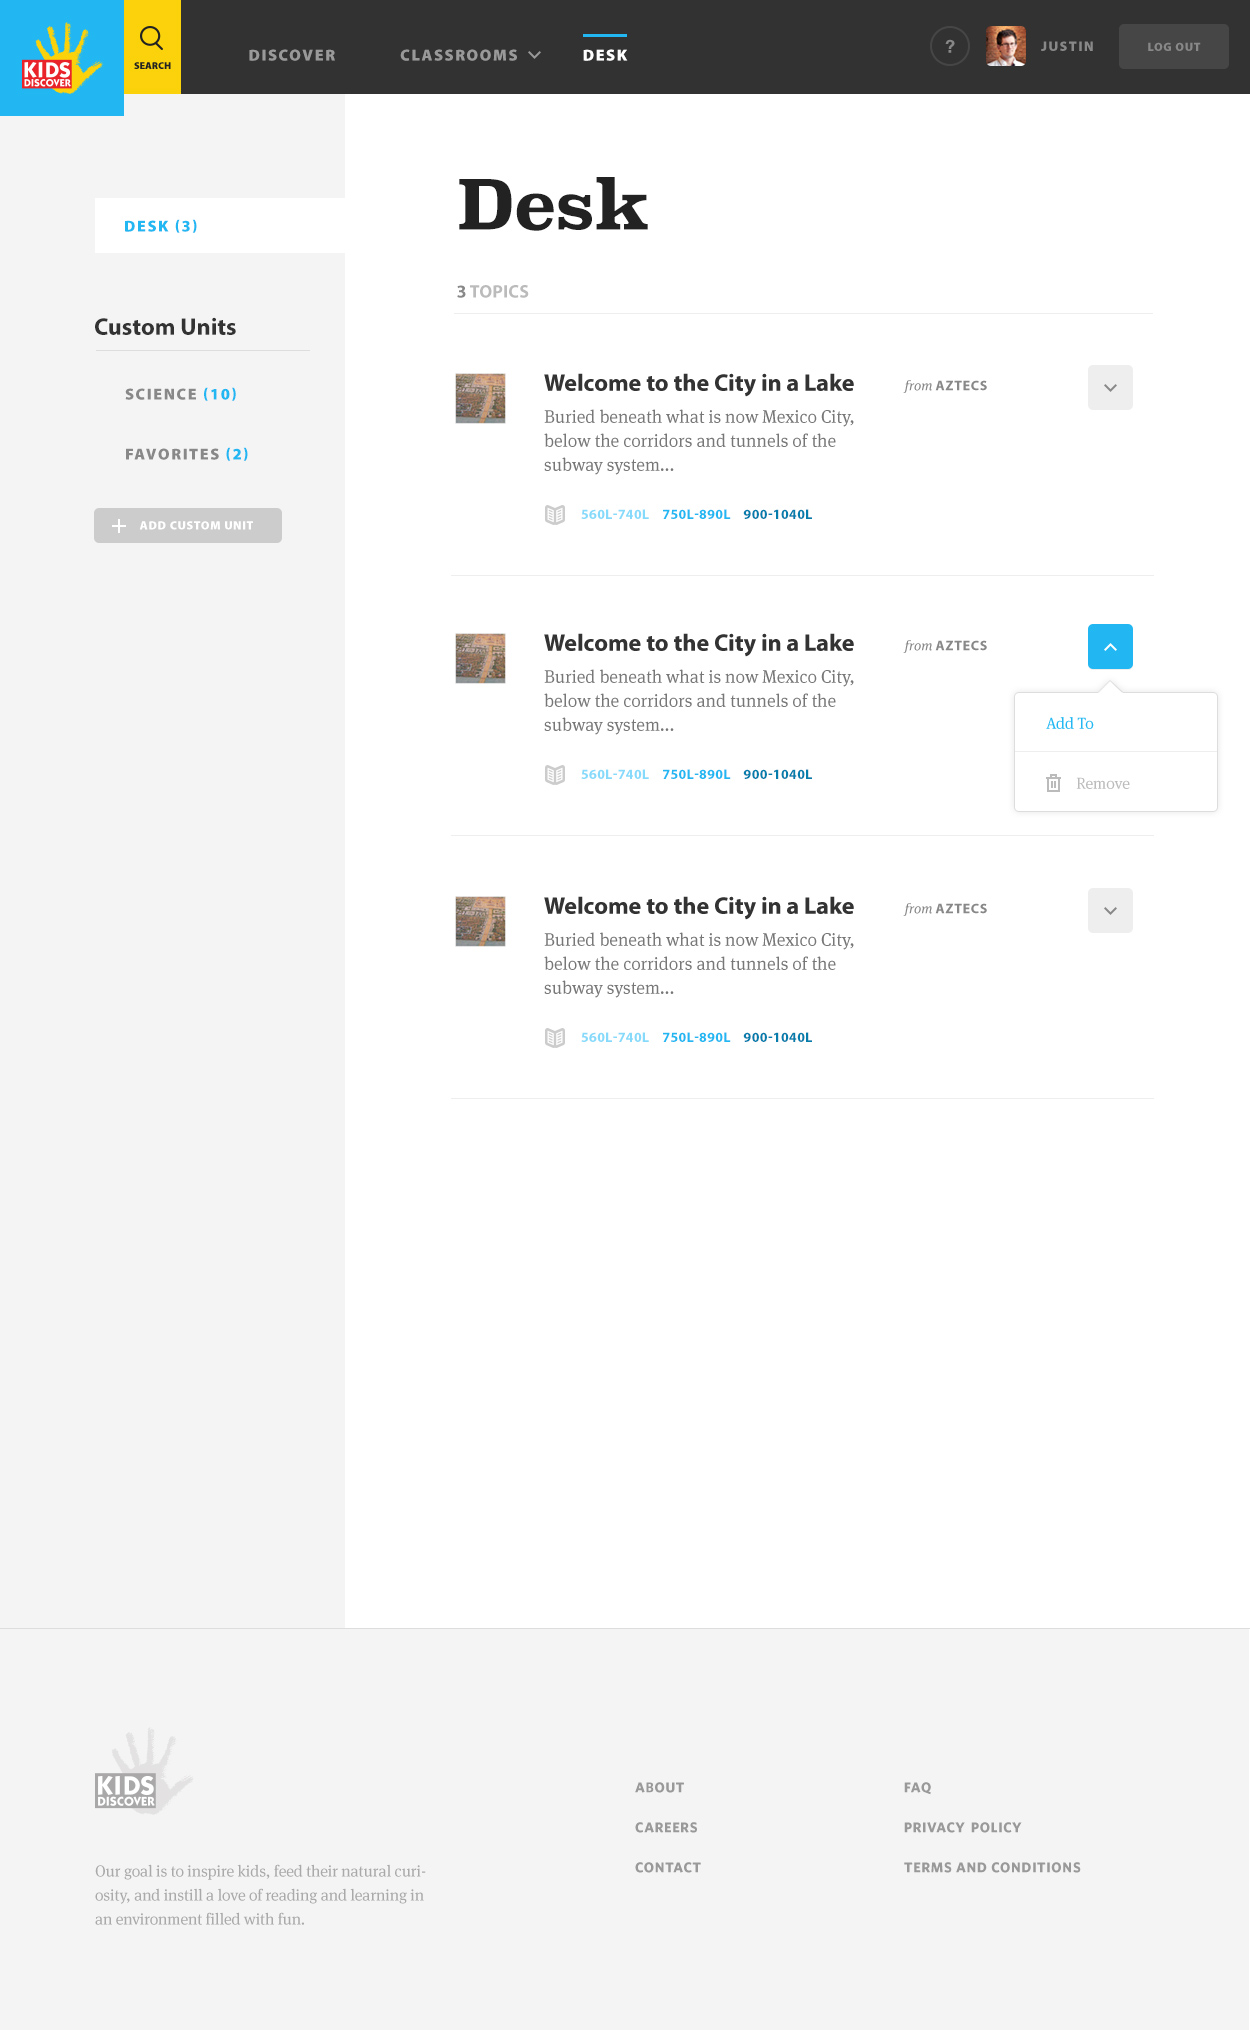 KIDS
DISCOVER
SEARCH
DISCOVER
CLASSROOMS
DESK
?
JUSTIN
LOG OUT
DESK (3)
Custom Units
SCIENCE (10)
FAVORITES (2)
ADD CUSTOM UNIT
Desk
3 TOPICS
Welcome to the City in a Lake
from AZTECS
Buried beneath what is now Mexico City,
below the corridors and tunnels of the
subway system...
560L-740L 750L-890L 900-1040L
Welcome to the City in a Lake
from AZTECS
Buried beneath what is now Mexico City,
below the corridors and tunnels of the
subway system...
560L-740L 750L-890L 900-1040L
Add To
Remove
Welcome to the City in a Lake
from AZTECS
Buried beneath what is now Mexico City,
below the corridors and tunnels of the
subway system...
560L-740L 750L-890L 900-1040L
KIDS
DISCOVER
Our goal is to inspire kids, feed their natural curi-
osity, and instill a love of reading and learning in
an environment filled with fun.
ABOUT
CAREERS
CONTACT
FAQ
PRIVACY POLICY
TERMS AND CONDITIONS